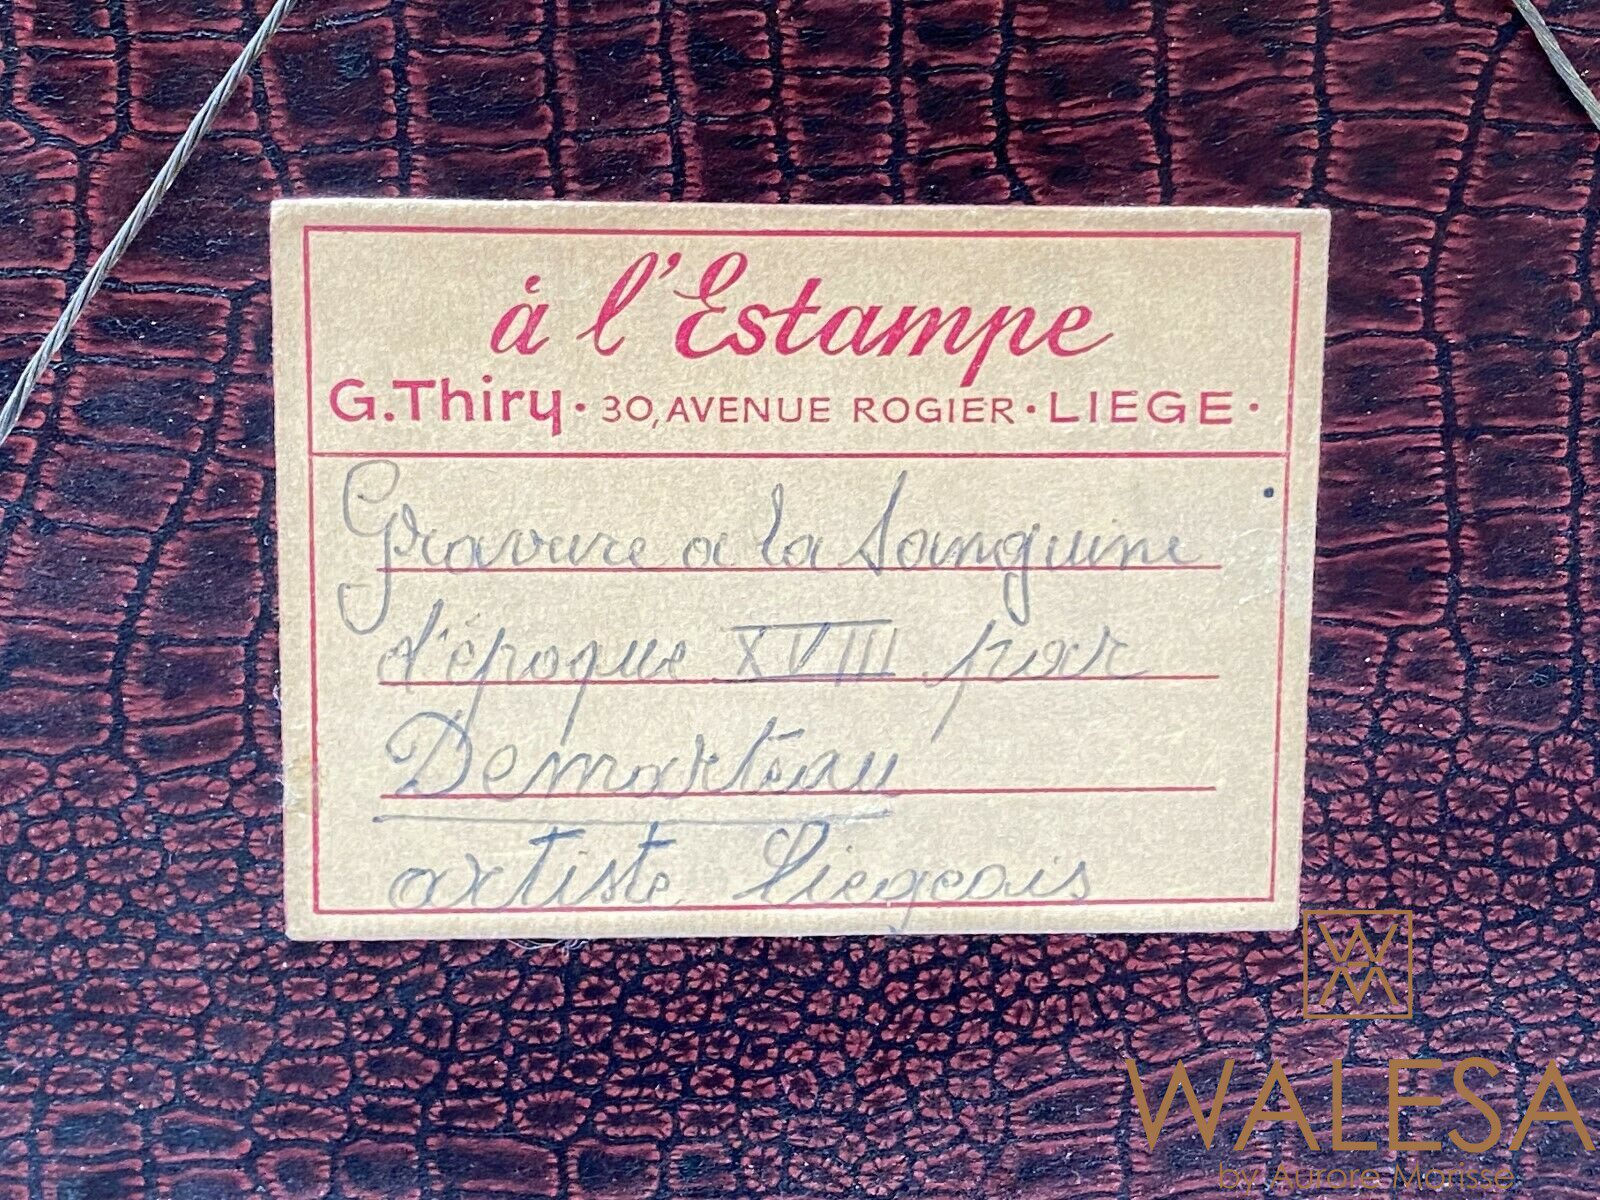 à l'Estampe
G. Thiry • 30, AVENUE ROGIER • LIEGE •
Gravure a la Sanguine
d'époque XVIII par
Demarteau
artiste liegeois
WM
WALESA
by Aurore Morisse